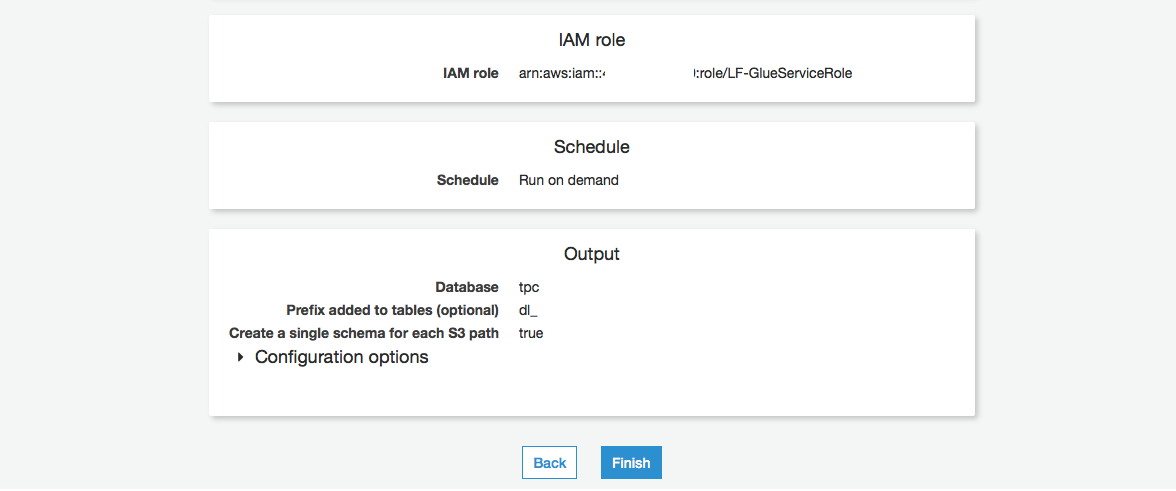 IAM role
IAM role arn:aws:iam:: :role/LF-GlueServiceRole
Schedule
Schedule Run on demand
Output
Database tpc
Prefix added to tables (optional) dl_
Create a single schema for each S3 path true
Configuration options
Back Finish